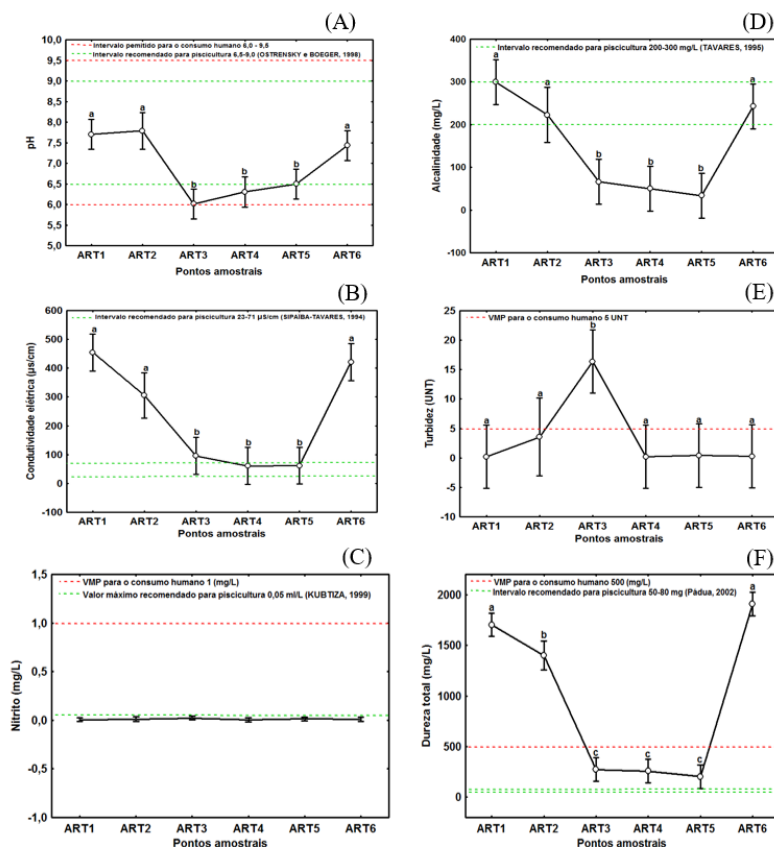 (A)
Intervalo pemitido para o consumo humano 6,0 - 9,5
Intervalo recomendado para piscicultura 6,5-9,0 (OSTRENSKY e BOEGER, 1998)
pH
10,0
9,5
9,0
8,5
8,0
7,5
7,0
6,5
6,0
5,5
5,0
a
a
b
b
b
a
ART1 ART2 ART3 ART4 ART5 ART6
Pontos amostrais
(D)
Intervalo recomendado para piscicultura 200-300 mg/L (TAVARES, 1995)
Alcalinidade (mg/L)
400
300
200
100
0
-100
a
a
b
b
b
a
ART1 ART2 ART3 ART4 ART5 ART6
Pontos amostrais
(B)
Intervalo recomendado para piscicultura 23-71 µS/cm (SIPAÍBA-TAVARES, 1994)
Condutividade elétrica (µs/cm)
600
500
400
300
200
100
0
-100
a
a
b
b
b
a
ART1 ART2 ART3 ART4 ART5 ART6
Pontos amostrais
(E)
VMP para o consumo humano 5 UNT
Turbidez (UNT)
25
20
15
10
5
0
-5
-10
a
a
b
a
a
a
ART1 ART2 ART3 ART4 ART5 ART6
Pontos amostrais
(C)
VMP para o consumo humano 1 (mg/L)
Valor máximo recomendado para piscicultura 0,05 ml/L (KUBTIZA, 1999)
Nitrito (mg/L)
1,5
1,0
0,5
0,0
-0,5
-1,0
ART1 ART2 ART3 ART4 ART5 ART6
Pontos amostrais
(F)
VMP para o consumo humano 500 (mg/L)
Intervalo recomendado para piscicultura 50-80 mg (Pádua, 2002)
Dureza total (mg/L)
2000
1500
1000
500
0
a
b
c
c
c
a
ART1 ART2 ART3 ART4 ART5 ART6
Pontos amostrais